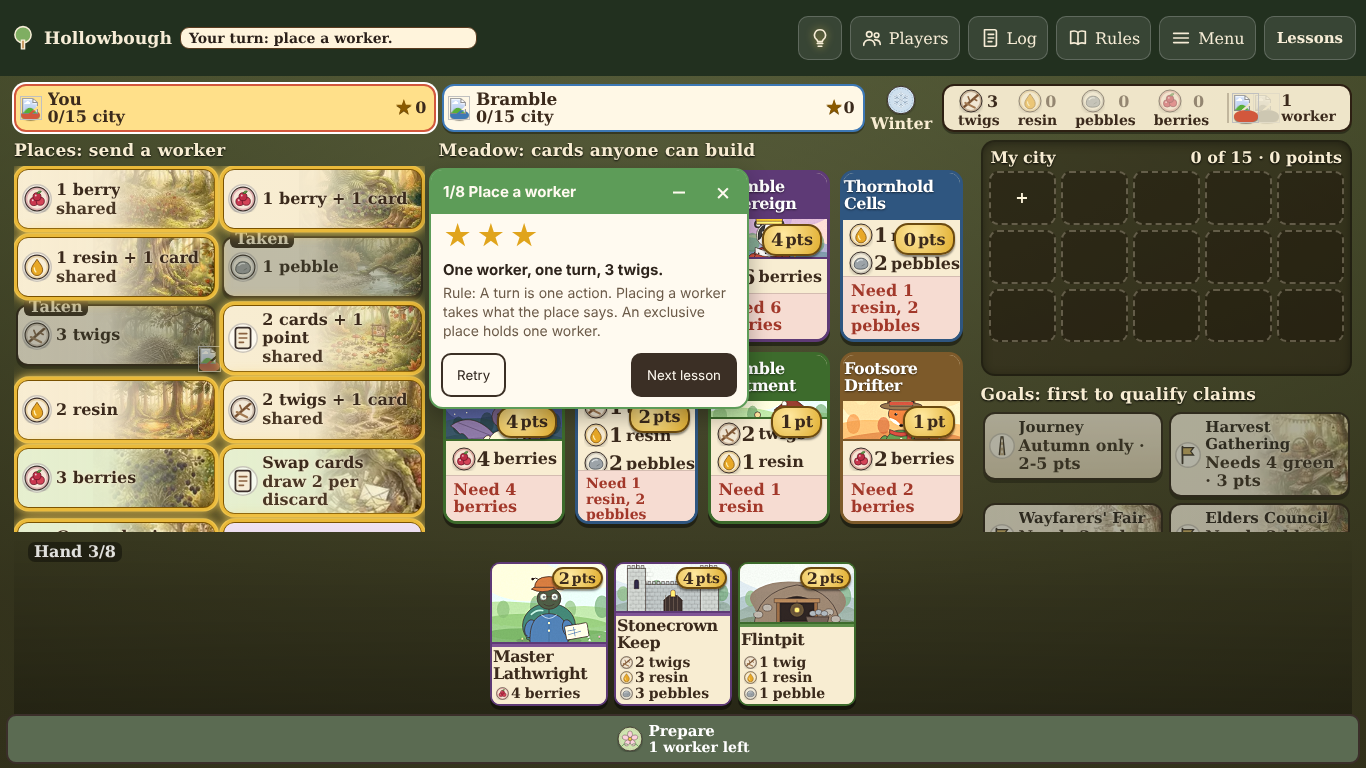 Hollowbough
Your turn: place a worker.
Players
Log
Rules
Menu
Lessons
You
0/15 city
0
Bramble
0/15 city
0
Winter
3
twigs
0
resin
0
pebbles
0
berries
1
worker
Places: send a worker
1 berry
shared
1 berry + 1 card
1 resin + 1 card
shared
Taken
1 pebble
Taken
3 twigs
2 cards + 1
point
shared
2 resin
2 twigs + 1 card
shared
3 berries
Swap cards
draw 2 per
discard
Meadow: cards anyone can build
1/8 Place a worker
One worker, one turn, 3 twigs.
Rule: A turn is one action. Placing a worker
takes what the place says. An exclusive
place holds one worker.
Retry
Next lesson
4 pts
berries
Thornhold
Cells
0 pts
1
2 pebbles
Need 1
resin, 2
pebbles
4 pts
4 berries
Need 4
berries
2 pts
1 resin
2 pebbles
Need 1
resin, 2
pebbles
1 pt
2 twigs
1 resin
Need 1
resin
Footsore
Drifter
1 pt
2 berries
Need 2
berries
My city
0 of 15 · 0 points
+
Goals: first to qualify claims
Journey
Autumn only ·
2-5 pts
Harvest
Gathering
Needs 4 green
· 3 pts
Wayfarers' Fair
Elders Council
Hand 3/8
2 pts
Master
Lathwright
4 berries
4 pts
Stonecrown
Keep
2 twigs
3 resin
3 pebbles
2 pts
Flintpit
1 twig
1 resin
1 pebble
Prepare
1 worker left